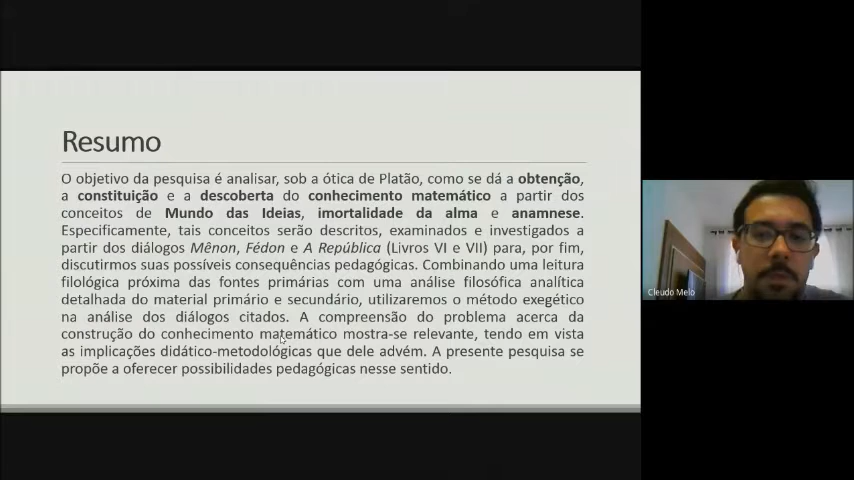 Resumo
O objetivo da pesquisa é analisar, sob a ótica de Platão, como se dá a obtenção,
a constituição e a descoberta do conhecimento matemático a partir dos
conceitos de Mundo das Ideias, imortalidade da alma e anamnese.
Especificamente, tais conceitos serão descritos, examinados e investigados a
partir dos diálogos Mênon, Fédon e A República (Livros VI e VII) para, por fim,
discutirmos suas possíveis consequências pedagógicas. Combinando uma leitura
filológica próxima das fontes primárias com uma análise filosófica analítica
detalhada do material primário e secundário, utilizaremos o método exegético
na análise dos diálogos citados. A compreensão do problema acerca da
construção do conhecimento matemático mostra-se relevante, tendo em vista
as implicações didático-metodológicas que dele advém. A presente pesquisa se
propõe a oferecer possibilidades pedagógicas nesse sentido.
Cleudo Melo